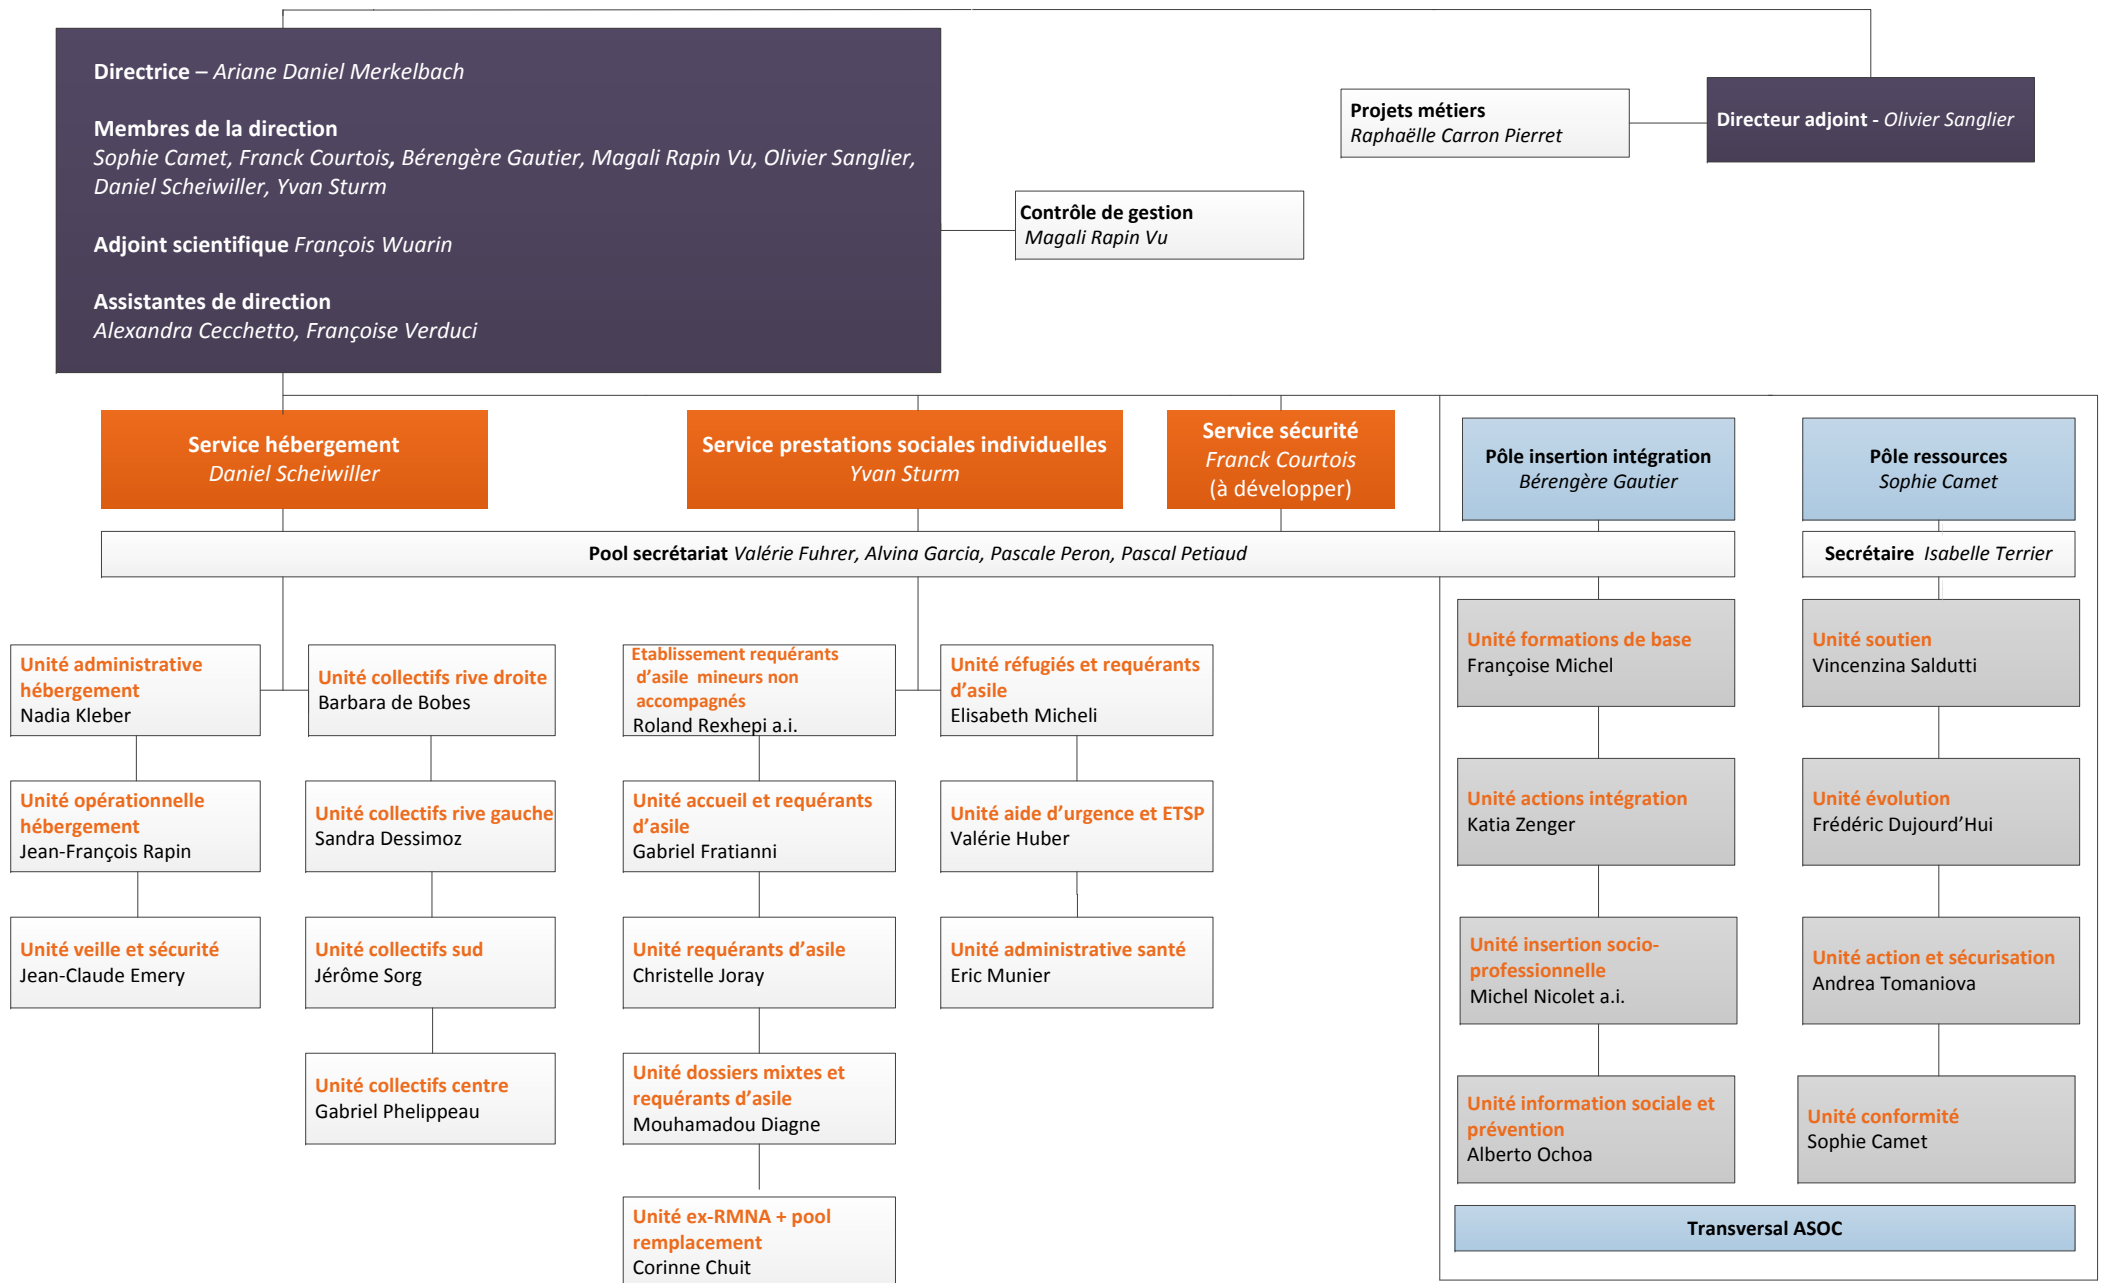 Directrice – Ariane Daniel Merkelbach
Membres de la direction
Sophie Camet, Franck Courtois, Bérengère Gautier, Magali Rapin Vu, Olivier Sanglier,
Daniel Scheiwiller, Yvan Sturm
Adjoint scientifique François Wuarin
Assistantes de direction
Alexandra Cecchetto, Françoise Verduci
Projets métiers
Raphaëlle Carron Pierret
Directeur adjoint - Olivier Sanglier
Contrôle de gestion
Magali Rapin Vu
Service hébergement
Daniel Scheiwiller
Service prestations sociales individuelles
Yvan Sturm
Service sécurité
Franck Courtois
(à développer)
Pôle insertion intégration
Bérengère Gautier
Pôle ressources
Sophie Camet
Pool secrétariat Valérie Fuhrer, Alvina Garcia, Pascale Peron, Pascal Petiaud
Secrétaire Isabelle Terrier
Unité administrative
hébergement
Nadia Kleber
Unité opérationnelle
hébergement
Jean-François Rapin
Unité veille et sécurité
Jean-Claude Emery
Unité collectifs rive droite
Barbara de Bobes
Unité collectifs rive gauche
Sandra Dessimoz
Unité collectifs sud
Jérôme Sorg
Unité collectifs centre
Gabriel Phelippeau
Etablissement requérants
d’asile mineurs non
accompagnés
Roland Rexhepi a.i.
Unité accueil et requérants
d’asile
Gabriel Fratianni
Unité requérants d’asile
Christelle Joray
Unité dossiers mixtes et
requérants d’asile
Mouhamadou Diagne
Unité ex-RMNA + pool
remplacement
Corinne Chuit
Unité réfugiés et requérants
d’asile
Elisabeth Micheli
Unité aide d’urgence et ETSP
Valérie Huber
Unité administrative santé
Eric Munier
Unité formations de base
Françoise Michel
Unité actions intégration
Katia Zenger
Unité insertion socio-
professionnelle
Michel Nicolet a.i.
Unité information sociale et
prévention
Alberto Ochoa
Unité soutien
Vincenzina Saldutti
Unité évolution
Frédéric Dujourd’Hui
Unité action et sécurisation
Andrea Tomaniova
Unité conformité
Sophie Camet
Transversal ASOC